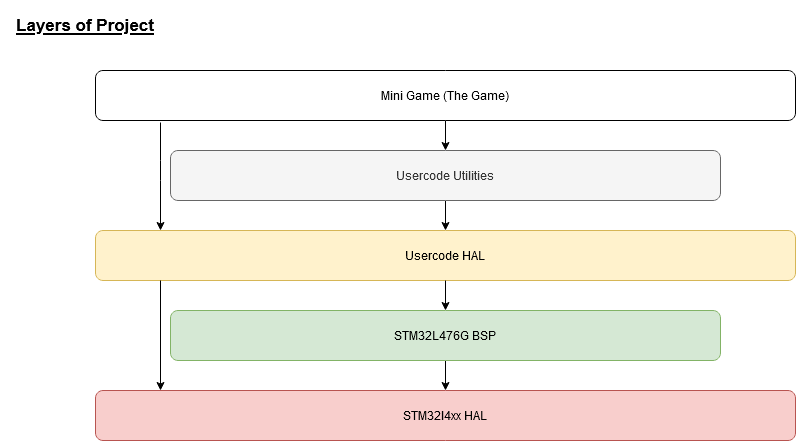 Layers of Project
Mini Game (The Game)
Usercode Utilities
Usercode HAL
STM32L476G BSP
STM32l4xx HAL